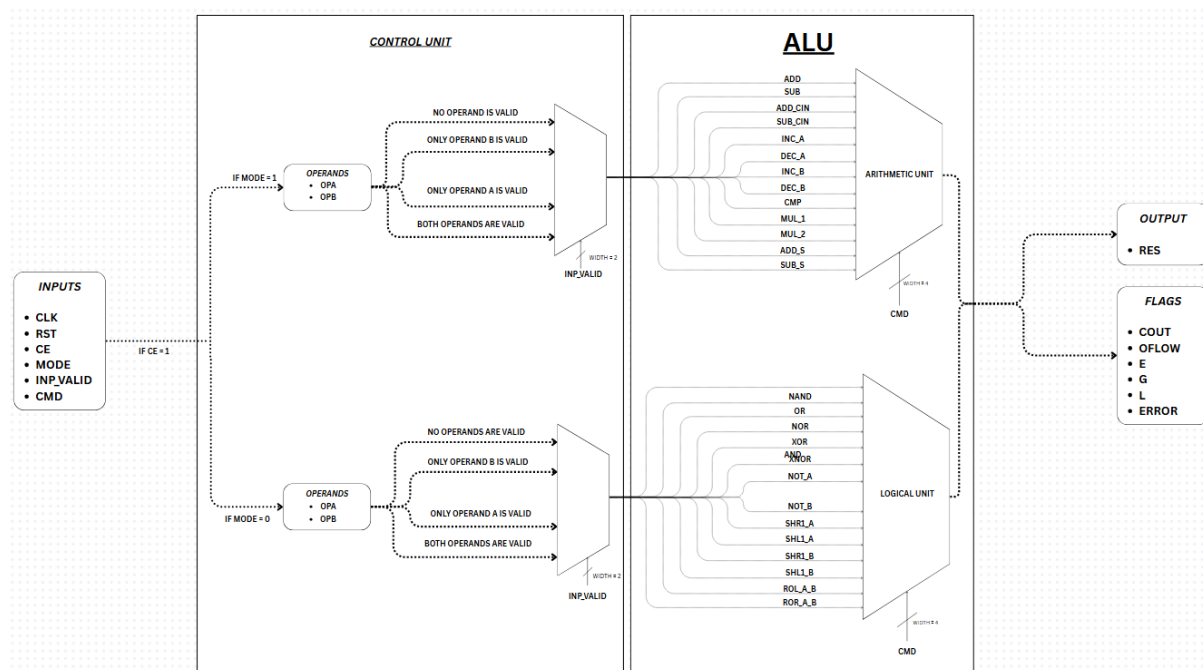 CONTROL UNIT
ALU
INPUTS
• CLK
• RST
• CE
• MODE
• INP_VALID
• CMD
IF CE = 1
IF MODE = 1
OPERANDS
• OPA
• OPB
NO OPERAND IS VALID
ONLY OPERAND B IS VALID
ONLY OPERAND A IS VALID
BOTH OPERANDS ARE VALID
WIDTH = 2
INP_VALID
IF MODE = 0
OPERANDS
• OPA
• OPB
NO OPERANDS ARE VALID
ONLY OPERAND B IS VALID
ONLY OPERAND A IS VALID
BOTH OPERANDS ARE VALID
WIDTH = 2
INP_VALID
ADD
SUB
ADD_CIN
SUB_CIN
INC_A
DEC_A
INC_B
DEC_B
CMP
MUL_1
MUL_2
ADD_S
SUB_S
ARITHMETIC UNIT
WIDTH = 4
CMD
NAND
OR
NOR
XOR
AND
XNOR
NOT_A
NOT_B
SHR1_A
SHL1_A
SHR1_B
SHL1_B
ROL_A_B
ROR_A_B
LOGICAL UNIT
WIDTH = 4
CMD
OUTPUT
• RES
FLAGS
• COUT
• OFLOW
• E
• G
• L
• ERROR